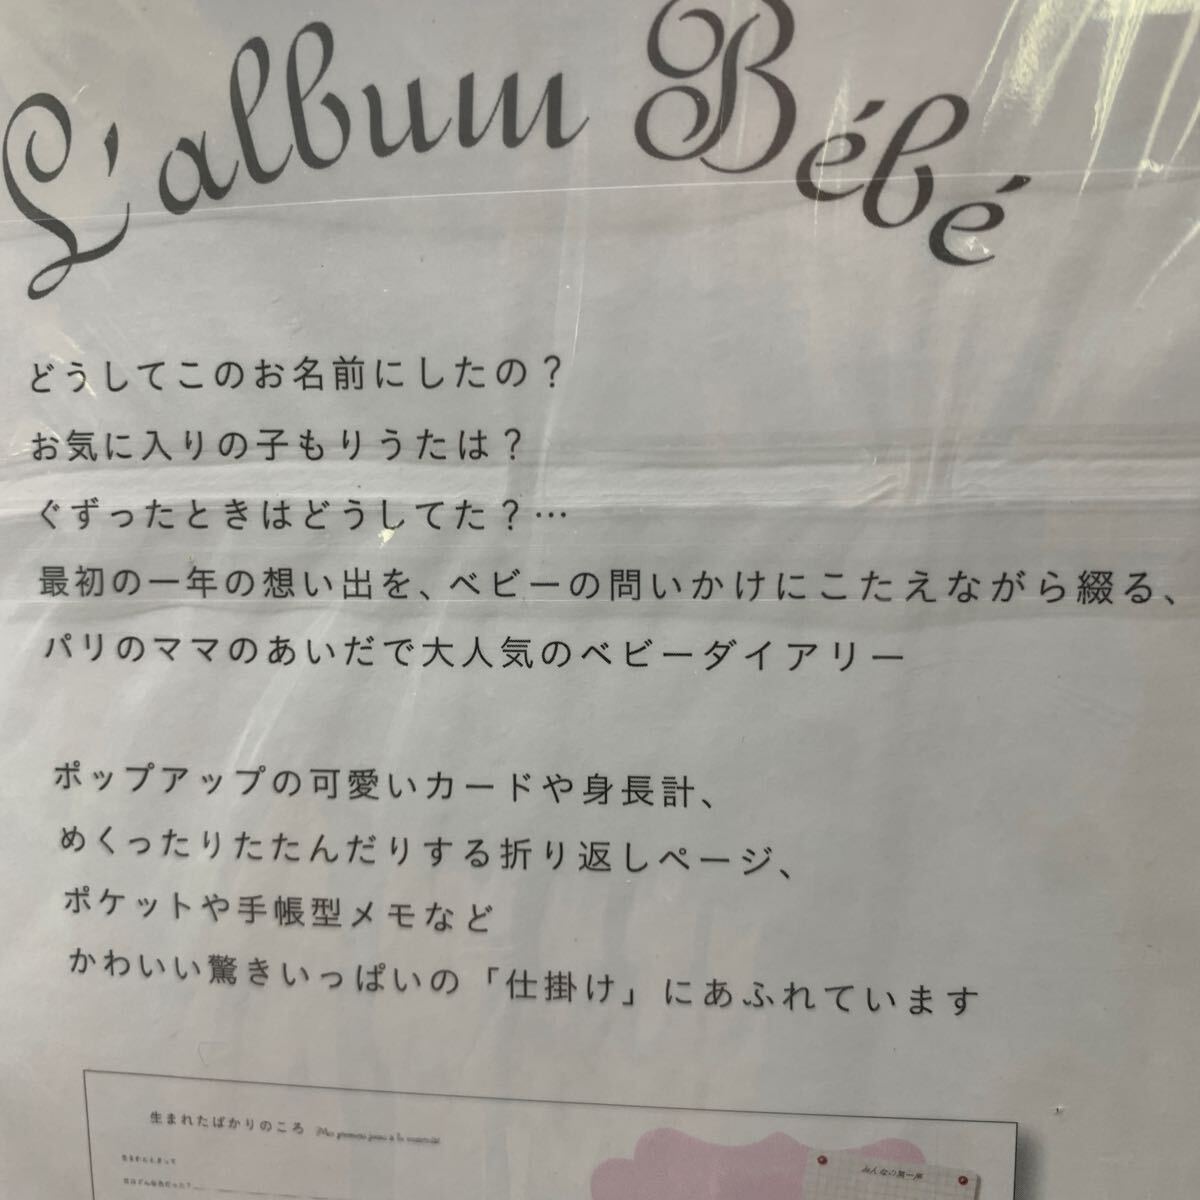 L'album Bébé
どうしてこのお名前にしたの？
お気に入りの子もりうたは？
ぐずったときはどうしてた？…
最初の一年の想い出を、ベビーの問いかけにこたえながら綴る、
パリのママのあいだで大人気のベビーダイアリー
ポップアップの可愛いカードや身長計、
めくったりたたんだりする折り返しページ、
ポケットや手帳型メモなど
かわいい驚きいっぱいの「仕掛け」にあふれています
生まれたばかりのころ
みんなの第一声